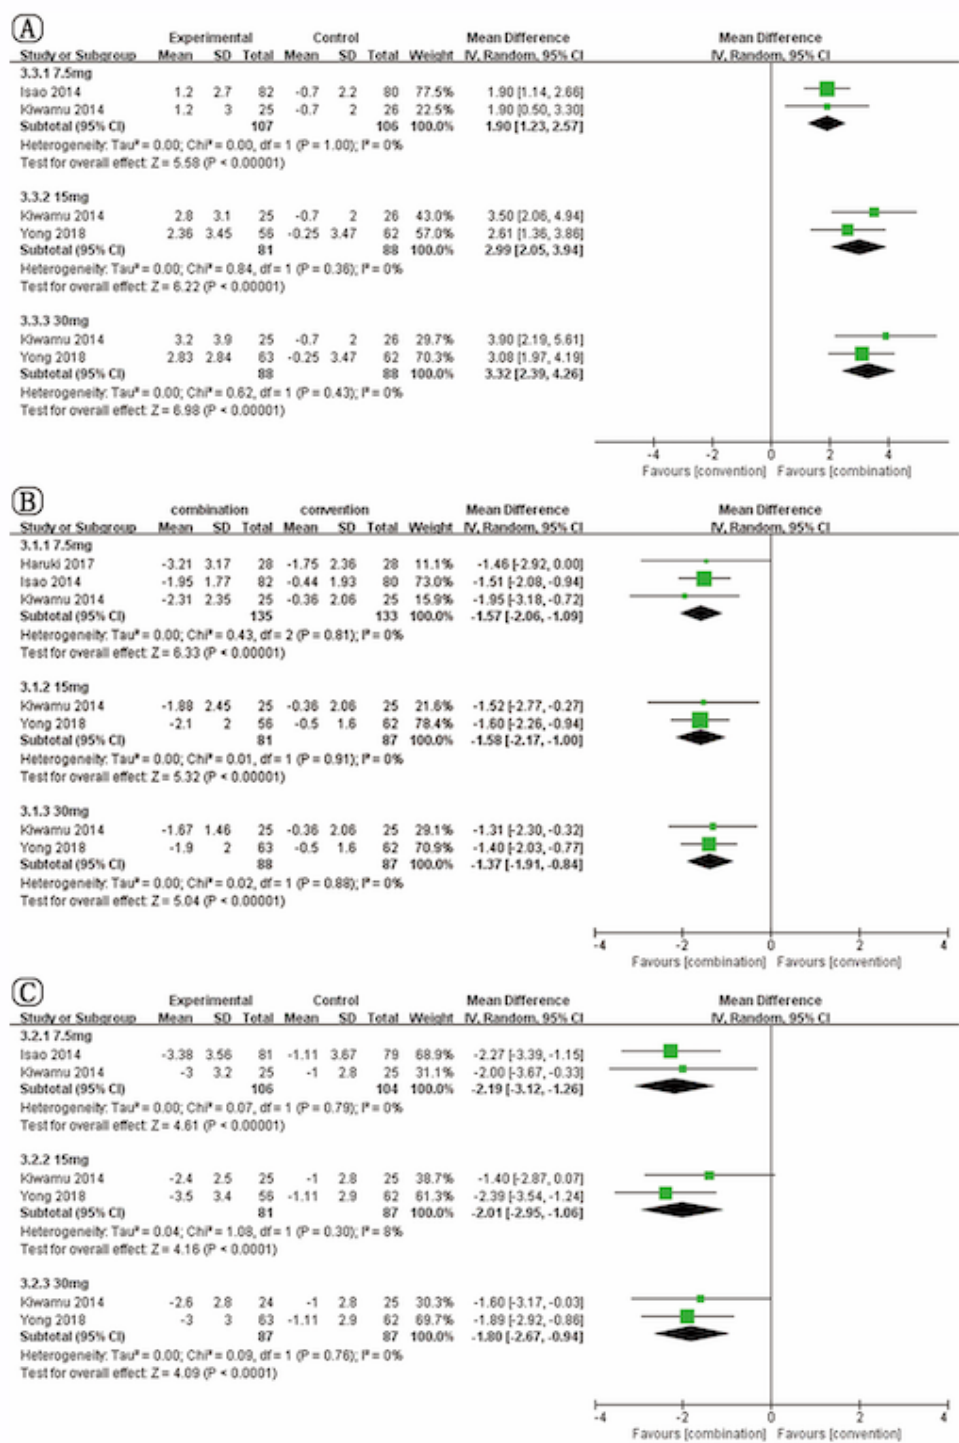 A
Experimental Control Mean Difference Mean Difference
Study or Subgroup Mean SD Total Mean SD Total Weight IV, Random, 95% CI IV, Random, 95% CI
3.3.1 7.5mg
Isao 2014 1.2 2.7 82 -0.7 2.2 80 77.5% 1.90 [1.14, 2.66]
Kiwamu 2014 1.2 3 25 -0.7 2 26 22.5% 1.90 [0.50, 3.30]
Subtotal (95% CI) 107 106 100.0% 1.90 [1.23, 2.57]
Heterogeneity: Tau² = 0.00; Chi² = 0.00, df = 1 (P = 1.00); I² = 0%
Test for overall effect: Z = 5.58 (P < 0.00001)
3.3.2 15mg
Kiwamu 2014 2.8 3.1 25 -0.7 2 26 43.0% 3.50 [2.06, 4.94]
Yong 2018 2.36 3.45 56 -0.25 3.47 62 57.0% 2.61 [1.36, 3.86]
Subtotal (95% CI) 81 88 100.0% 2.99 [2.05, 3.94]
Heterogeneity: Tau² = 0.00; Chi² = 0.84, df = 1 (P = 0.36); I² = 0%
Test for overall effect: Z = 6.22 (P < 0.00001)
3.3.3 30mg
Kiwamu 2014 3.2 3.9 25 -0.7 2 26 29.7% 3.90 [2.19, 5.61]
Yong 2018 2.83 2.84 63 -0.25 3.47 62 70.3% 3.08 [1.97, 4.19]
Subtotal (95% CI) 88 88 100.0% 3.32 [2.39, 4.26]
Heterogeneity: Tau² = 0.00; Chi² = 0.62, df = 1 (P = 0.43); I² = 0%
Test for overall effect: Z = 6.98 (P < 0.00001)
-4 -2 0 2 4
Favours [convention] Favours [combination]
B
combination convention Mean Difference Mean Difference
Study or Subgroup Mean SD Total Mean SD Total Weight IV, Random, 95% CI IV, Random, 95% CI
3.1.1 7.5mg
Haruki 2017 -3.21 3.17 28 -1.75 2.36 28 11.1% -1.46 [-2.92, 0.00]
Isao 2014 -1.95 1.77 82 -0.44 1.93 80 73.0% -1.51 [-2.08, -0.94]
Kiwamu 2014 -2.31 2.35 25 -0.36 2.06 25 15.9% -1.95 [-3.18, -0.72]
Subtotal (95% CI) 135 133 100.0% -1.57 [-2.06, -1.09]
Heterogeneity: Tau² = 0.00; Chi² = 0.43, df = 2 (P = 0.81); I² = 0%
Test for overall effect: Z = 6.33 (P < 0.00001)
3.1.2 15mg
Kiwamu 2014 -1.88 2.45 25 -0.36 2.06 25 21.6% -1.52 [-2.77, -0.27]
Yong 2018 -2.1 2 56 -0.5 1.6 62 78.4% -1.60 [-2.26, -0.94]
Subtotal (95% CI) 81 87 100.0% -1.58 [-2.17, -1.00]
Heterogeneity: Tau² = 0.00; Chi² = 0.01, df = 1 (P = 0.91); I² = 0%
Test for overall effect: Z = 5.32 (P < 0.00001)
3.1.3 30mg
Kiwamu 2014 -1.67 1.46 25 -0.36 2.06 25 29.1% -1.31 [-2.30, -0.32]
Yong 2018 -1.9 2 63 -0.5 1.6 62 70.9% -1.40 [-2.03, -0.77]
Subtotal (95% CI) 88 87 100.0% -1.37 [-1.91, -0.84]
Heterogeneity: Tau² = 0.00; Chi² = 0.02, df = 1 (P = 0.88); I² = 0%
Test for overall effect: Z = 5.04 (P < 0.00001)
-4 -2 0 2 4
Favours [combination] Favours [convention]
C
Experimental Control Mean Difference Mean Difference
Study or Subgroup Mean SD Total Mean SD Total Weight IV, Random, 95% CI IV, Random, 95% CI
3.2.1 7.5mg
Isao 2014 -3.38 3.56 81 -1.11 3.67 79 68.9% -2.27 [-3.39, -1.15]
Kiwamu 2014 -3 3.2 25 -1 2.8 25 31.1% -2.00 [-3.67, -0.33]
Subtotal (95% CI) 106 104 100.0% -2.19 [-3.12, -1.26]
Heterogeneity: Tau² = 0.00; Chi² = 0.07, df = 1 (P = 0.79); I² = 0%
Test for overall effect: Z = 4.61 (P < 0.00001)
3.2.2 15mg
Kiwamu 2014 -2.4 2.5 25 -1 2.8 25 38.7% -1.40 [-2.87, 0.07]
Yong 2018 -3.5 3.4 56 -1.11 2.9 62 61.3% -2.39 [-3.54, -1.24]
Subtotal (95% CI) 81 87 100.0% -2.01 [-2.95, -1.06]
Heterogeneity: Tau² = 0.04; Chi² = 1.08, df = 1 (P = 0.30); I² = 8%
Test for overall effect: Z = 4.16 (P < 0.0001)
3.2.3 30mg
Kiwamu 2014 -2.6 2.8 24 -1 2.8 25 30.3% -1.60 [-3.17, -0.03]
Yong 2018 -3 3 63 -1.11 2.9 62 69.7% -1.89 [-2.92, -0.86]
Subtotal (95% CI) 87 87 100.0% -1.80 [-2.67, -0.94]
Heterogeneity: Tau² = 0.00; Chi² = 0.09, df = 1 (P = 0.76); I² = 0%
Test for overall effect: Z = 4.09 (P < 0.0001)
-4 -2 0 2 4
Favours [combination] Favours [convention]